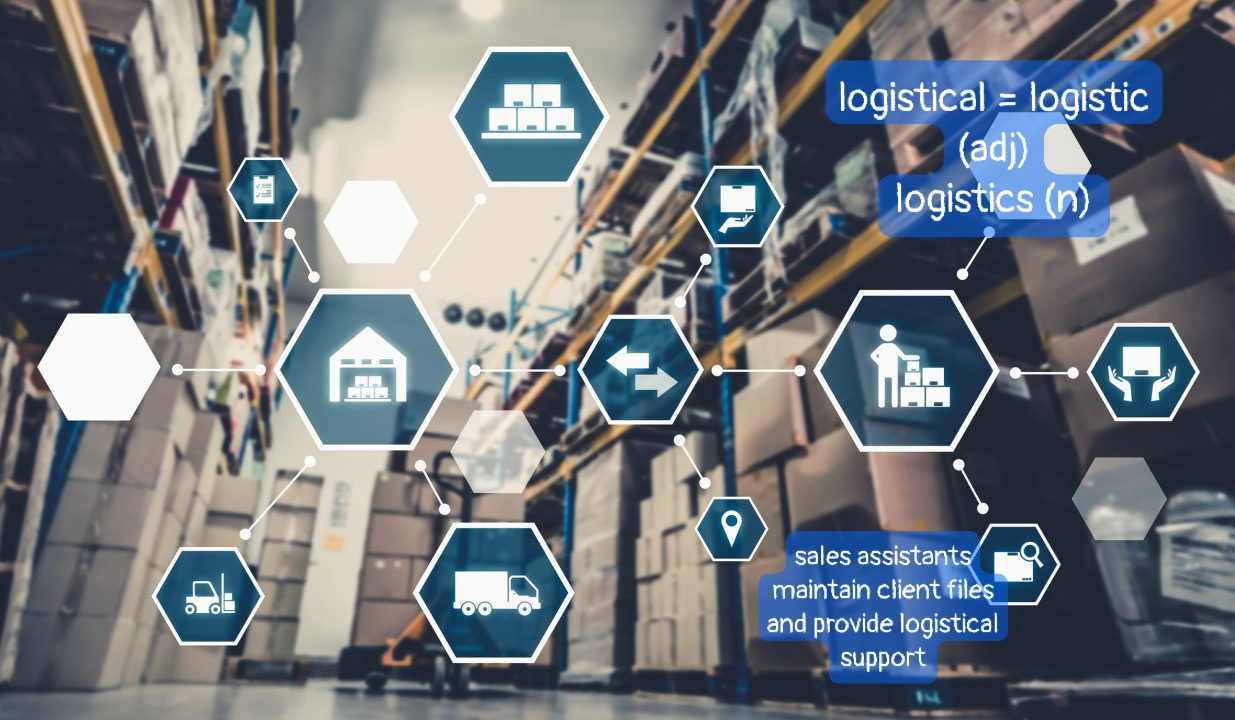 logistical = logistic
(adj)
logistics (n)
sales assistants
maintain client files
and provide logistical
support